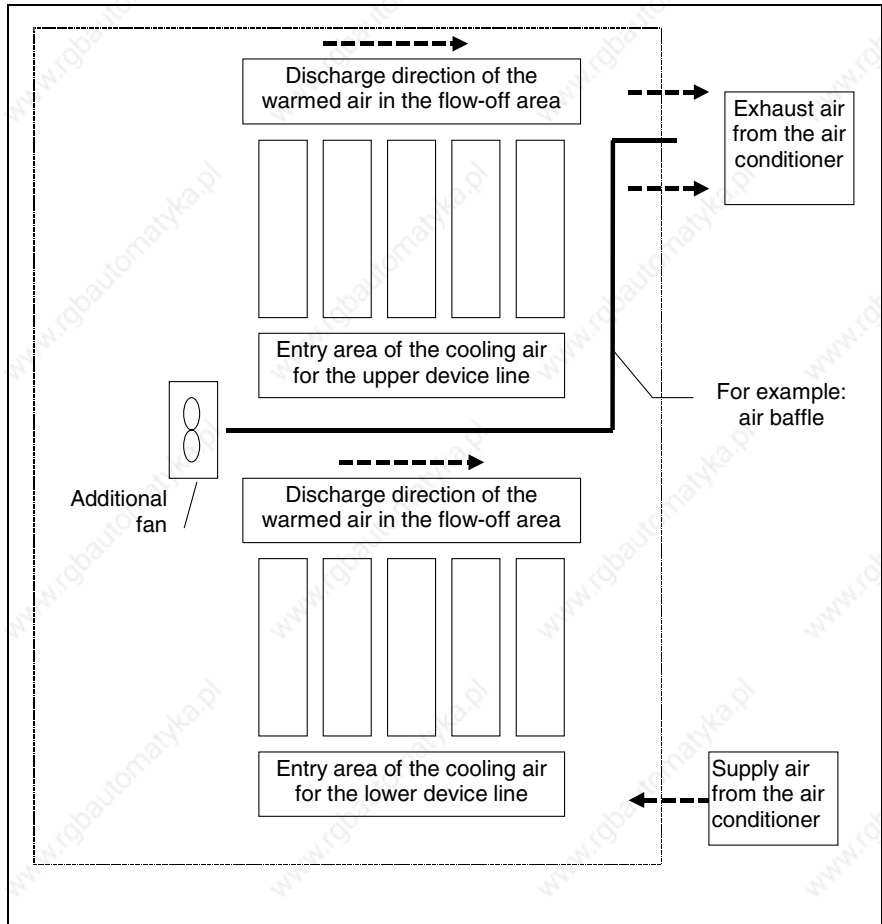 Discharge direction of the
warmed air in the flow-off area
Exhaust air
from the air
conditioner
Entry area of the cooling air
for the upper device line
For example:
air baffle
Additional
fan
Discharge direction of the
warmed air in the flow-off area
Entry area of the cooling air
for the lower device line
Supply air
from the air
conditioner
www.rgbautomatyka.pl